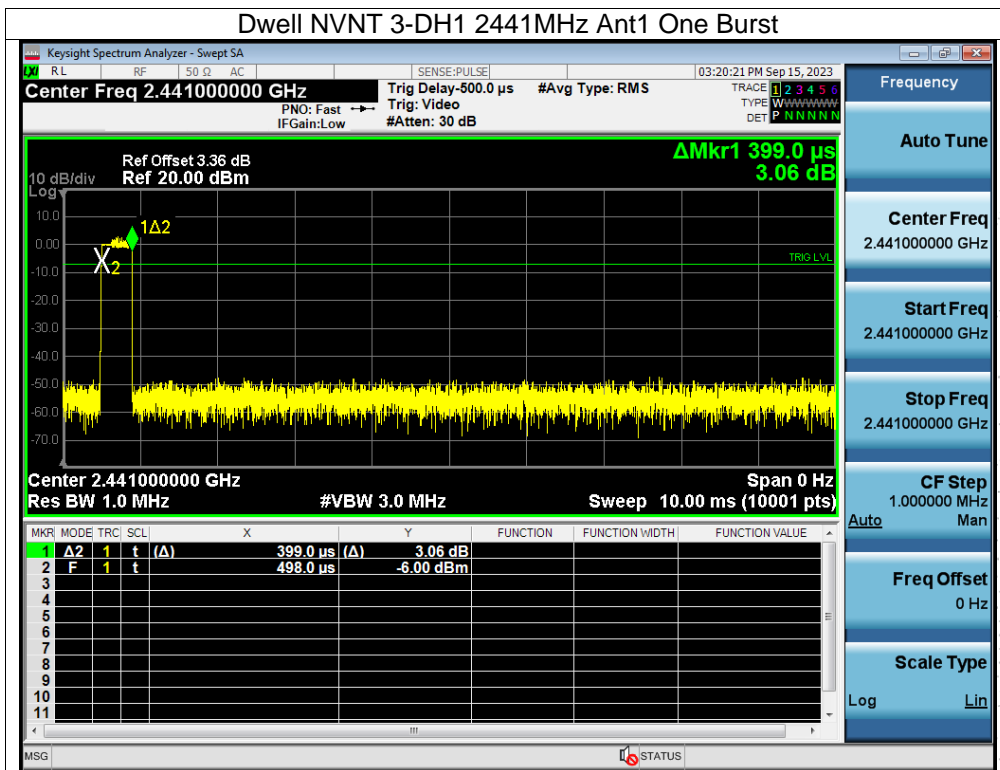 Dwell NVNT 3-DH1 2441MHz Ant1 One Burst
Keysight Spectrum Analyzer - Swept SA
LXI RL RF 50 Ω AC SENSE:PULSE 03:20:21 PM Sep 15, 2023
Center Freq 2.441000000 GHz Trig Delay-500.0 µs #Avg Type: RMS TRACE 1 2 3 4 5 6
PNO: Fast Trig: Video TYPE WWWWWW
IFGain:Low #Atten: 30 dB DET P N N N N N
Frequency
ΔMkr1 399.0 µs
3.06 dB
Ref Offset 3.36 dB
10 dB/div Ref 20.00 dBm
Log
10.0
0.00
-10.0
-20.0
-30.0
-40.0
-50.0
-60.0
-70.0
1Δ2
X2
TRIG LVL
Center 2.441000000 GHz Span 0 Hz
Res BW 1.0 MHz #VBW 3.0 MHz Sweep 10.00 ms (10001 pts)
MKR MODE TRC SCL X Y FUNCTION FUNCTION WIDTH FUNCTION VALUE
1 Δ2 1 t (Δ) 399.0 µs (Δ) 3.06 dB
2 F 1 t 498.0 µs -6.00 dBm
3
4
5
6
7
8
9
10
11
Auto Tune
Center Freq
2.441000000 GHz
Start Freq
2.441000000 GHz
Stop Freq
2.441000000 GHz
CF Step
1.000000 MHz
Auto Man
Freq Offset
0 Hz
Scale Type
Log Lin
MSG STATUS